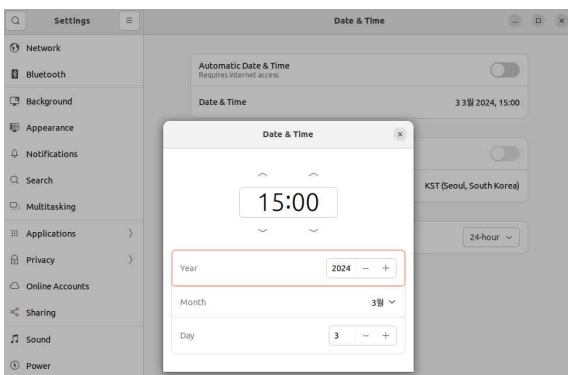 Settings
Date & Time
Network
Bluetooth
Background
Appearance
Notifications
Search
Multitasking
Applications
Privacy
Online Accounts
Sharing
Sound
Power
Automatic Date & Time
Requires internet access
Date & Time
3 3월 2024, 15:00
KST (Seoul, South Korea)
24-hour
Date & Time
15:00
Year
2024 − +
Month
3월
Day
3 − +